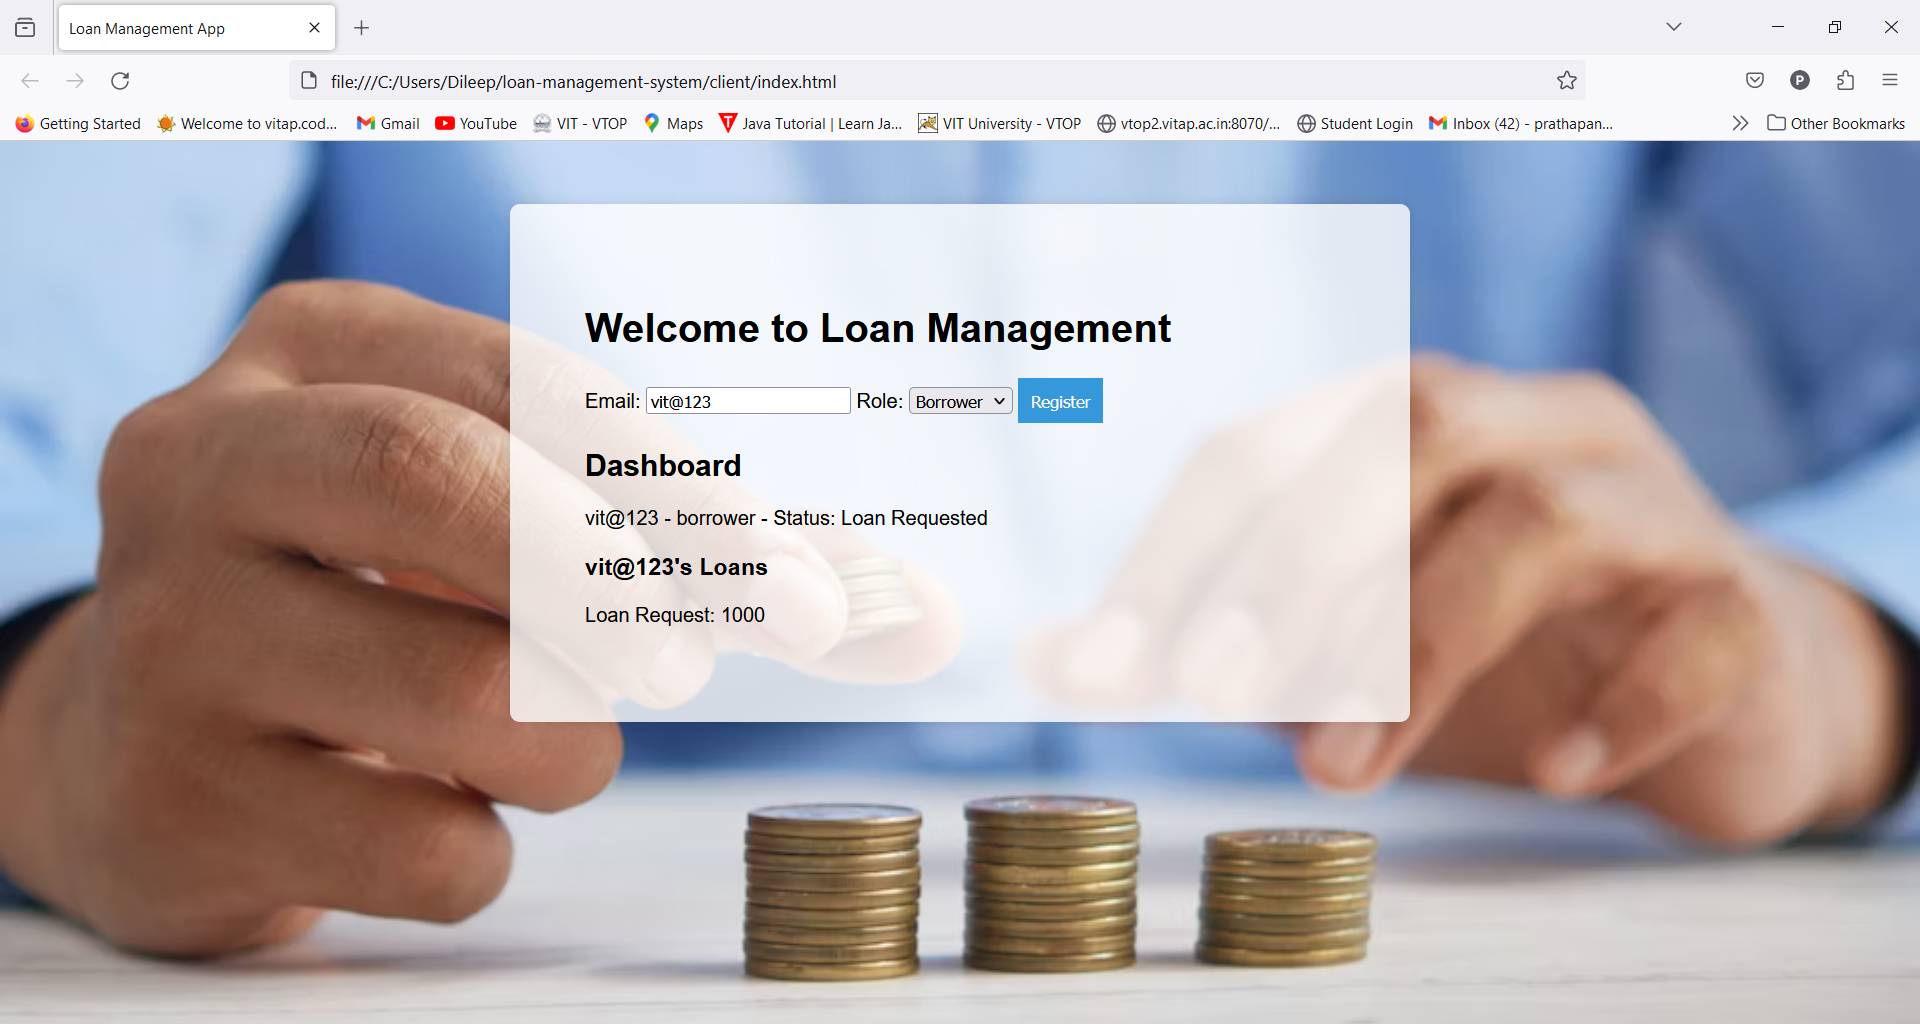 Loan Management App
file:///C:/Users/Dileep/loan-management-system/client/index.html
P
Getting Started Welcome to vitap.cod... Gmail YouTube VIT - VTOP Maps Java Tutorial | Learn Ja... VIT University - VTOP vtop2.vitap.ac.in:8070/... Student Login Inbox (42) - prathapan... Other Bookmarks
Welcome to Loan Management
Email: vit@123 Role: Borrower Register
Dashboard
vit@123 - borrower - Status: Loan Requested
vit@123's Loans
Loan Request: 1000